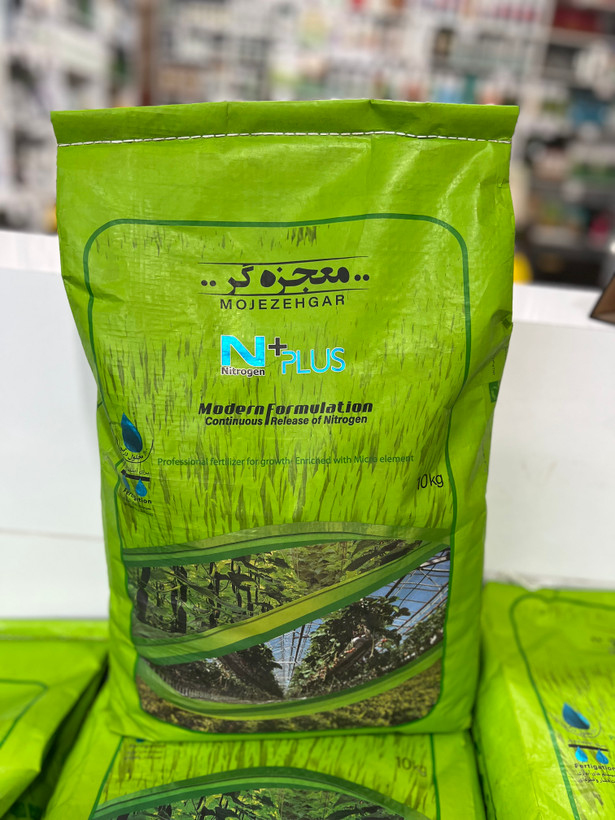 ..معجزه گر..
MOJEZEHGAR
N+PLUS
Nitrogen
Modern Formulation
Continuous Release of Nitrogen
Professional fertilizer for growth- Enriched with Micro element
10kg
10kg
Fertigation